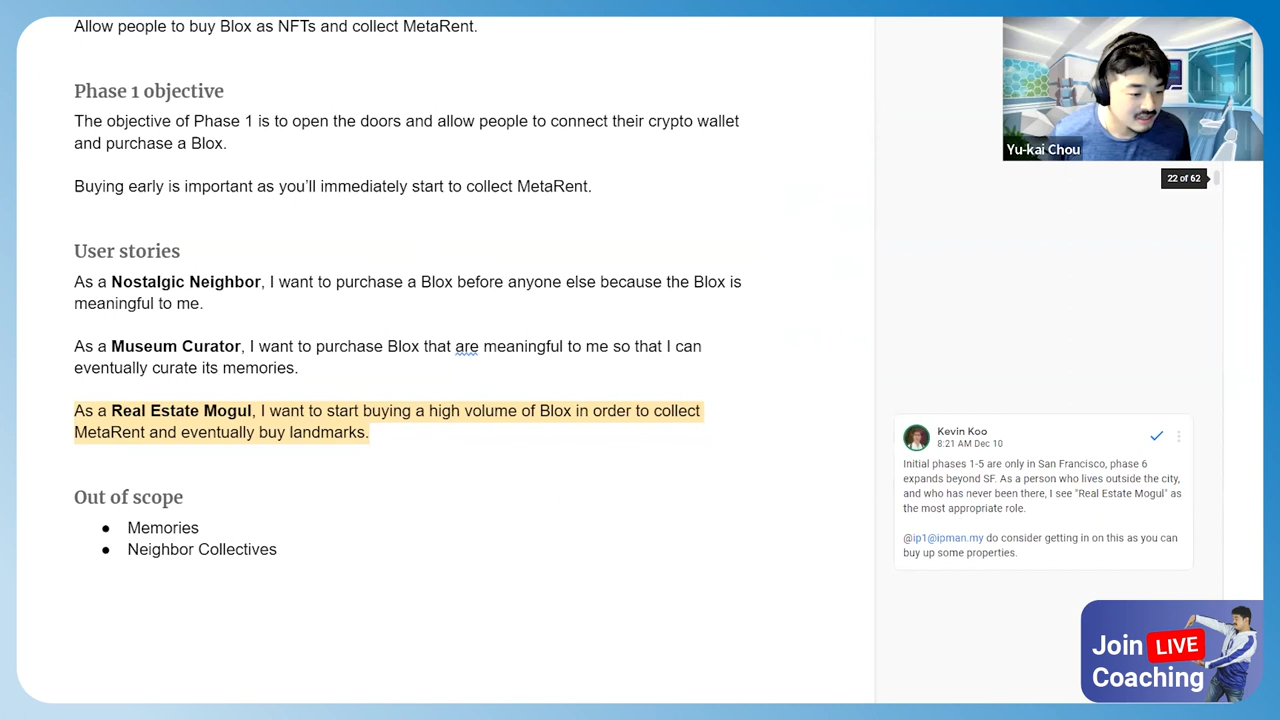 Allow people to buy Blox as NFTs and collect MetaRent.
Phase 1 objective
The objective of Phase 1 is to open the doors and allow people to connect their crypto wallet
and purchase a Blox.
Buying early is important as you'll immediately start to collect MetaRent.
User stories
As a Nostalgic Neighbor, I want to purchase a Blox before anyone else because the Blox is
meaningful to me.
As a Museum Curator, I want to purchase Blox that are meaningful to me so that I can
eventually curate its memories.
As a Real Estate Mogul, I want to start buying a high volume of Blox in order to collect
MetaRent and eventually buy landmarks.
Out of scope
● Memories
● Neighbor Collectives
Yu-kai Chou
22 of 62
Kevin Koo
8:21 AM Dec 10
Initial phases 1-5 are only in San Francisco, phase 6
expands beyond SF. As a person who lives outside the city,
and who has never been there, I see "Real Estate Mogul" as
the most appropriate role.
@ip1@ipman.my do consider getting in on this as you can
buy up some properties.
Join LIVE
Coaching